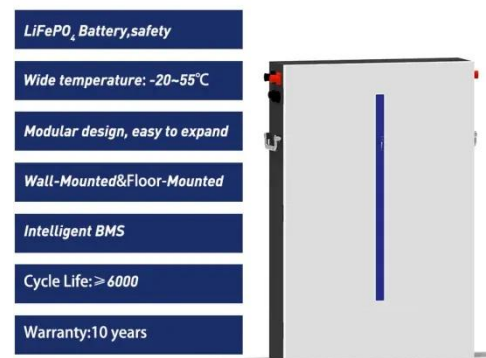 LiFePO₄ Battery,safety
Wide temperature: -20~55℃
Modular design, easy to expand
Wall-Mounted&Floor-Mounted
Intelligent BMS
Cycle Life:≥6000
Warranty:10 years